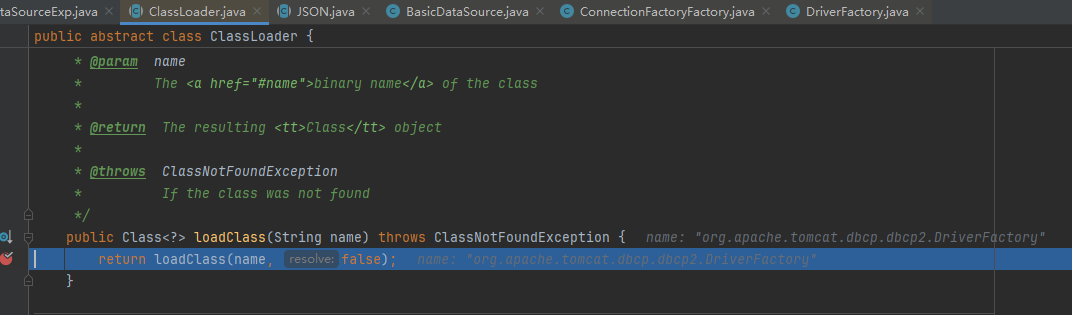 taSourceExp.java × ClassLoader.java × JSON.java × BasicDataSource.java × ConnectionFactoryFactory.java × DriverFactory.java ×
public abstract class ClassLoader {
* @param name
* The <a href="#name">binary name</a> of the class
*
* @return The resulting <tt>Class</tt> object
*
* @throws ClassNotFoundException
* If the class was not found
*/
public Class<?> loadClass(String name) throws ClassNotFoundException { name: "org.apache.tomcat.dbcp.dbcp2.DriverFactory"
return loadClass(name, resolve: false); name: "org.apache.tomcat.dbcp.dbcp2.DriverFactory"
}